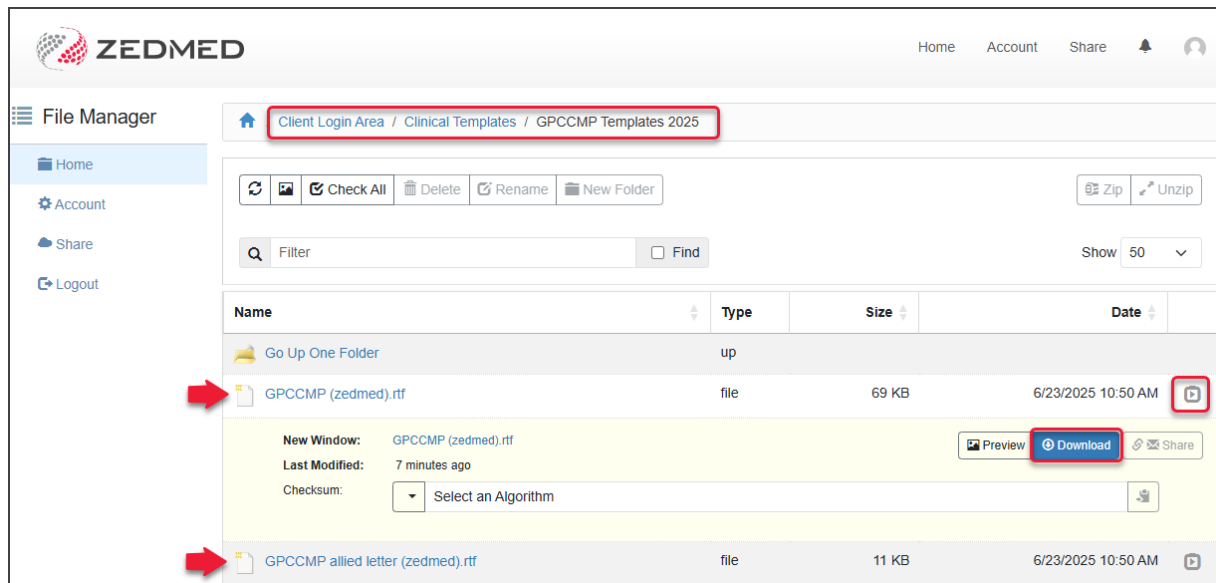 ZEDMED
Home Account Share
File Manager
Client Login Area / Clinical Templates / GPCCMP Templates 2025
Home
Account
Share
Logout
Check All Delete Rename New Folder Zip Unzip
Filter Find Show 50
Name Type Size Date
Go Up One Folder up
GPCCMP (zedmed).rtf file 69 KB 6/23/2025 10:50 AM
New Window: GPCCMP (zedmed).rtf Preview Download Share
Last Modified: 7 minutes ago
Checksum: Select an Algorithm
GPCCMP allied letter (zedmed).rtf file 11 KB 6/23/2025 10:50 AM